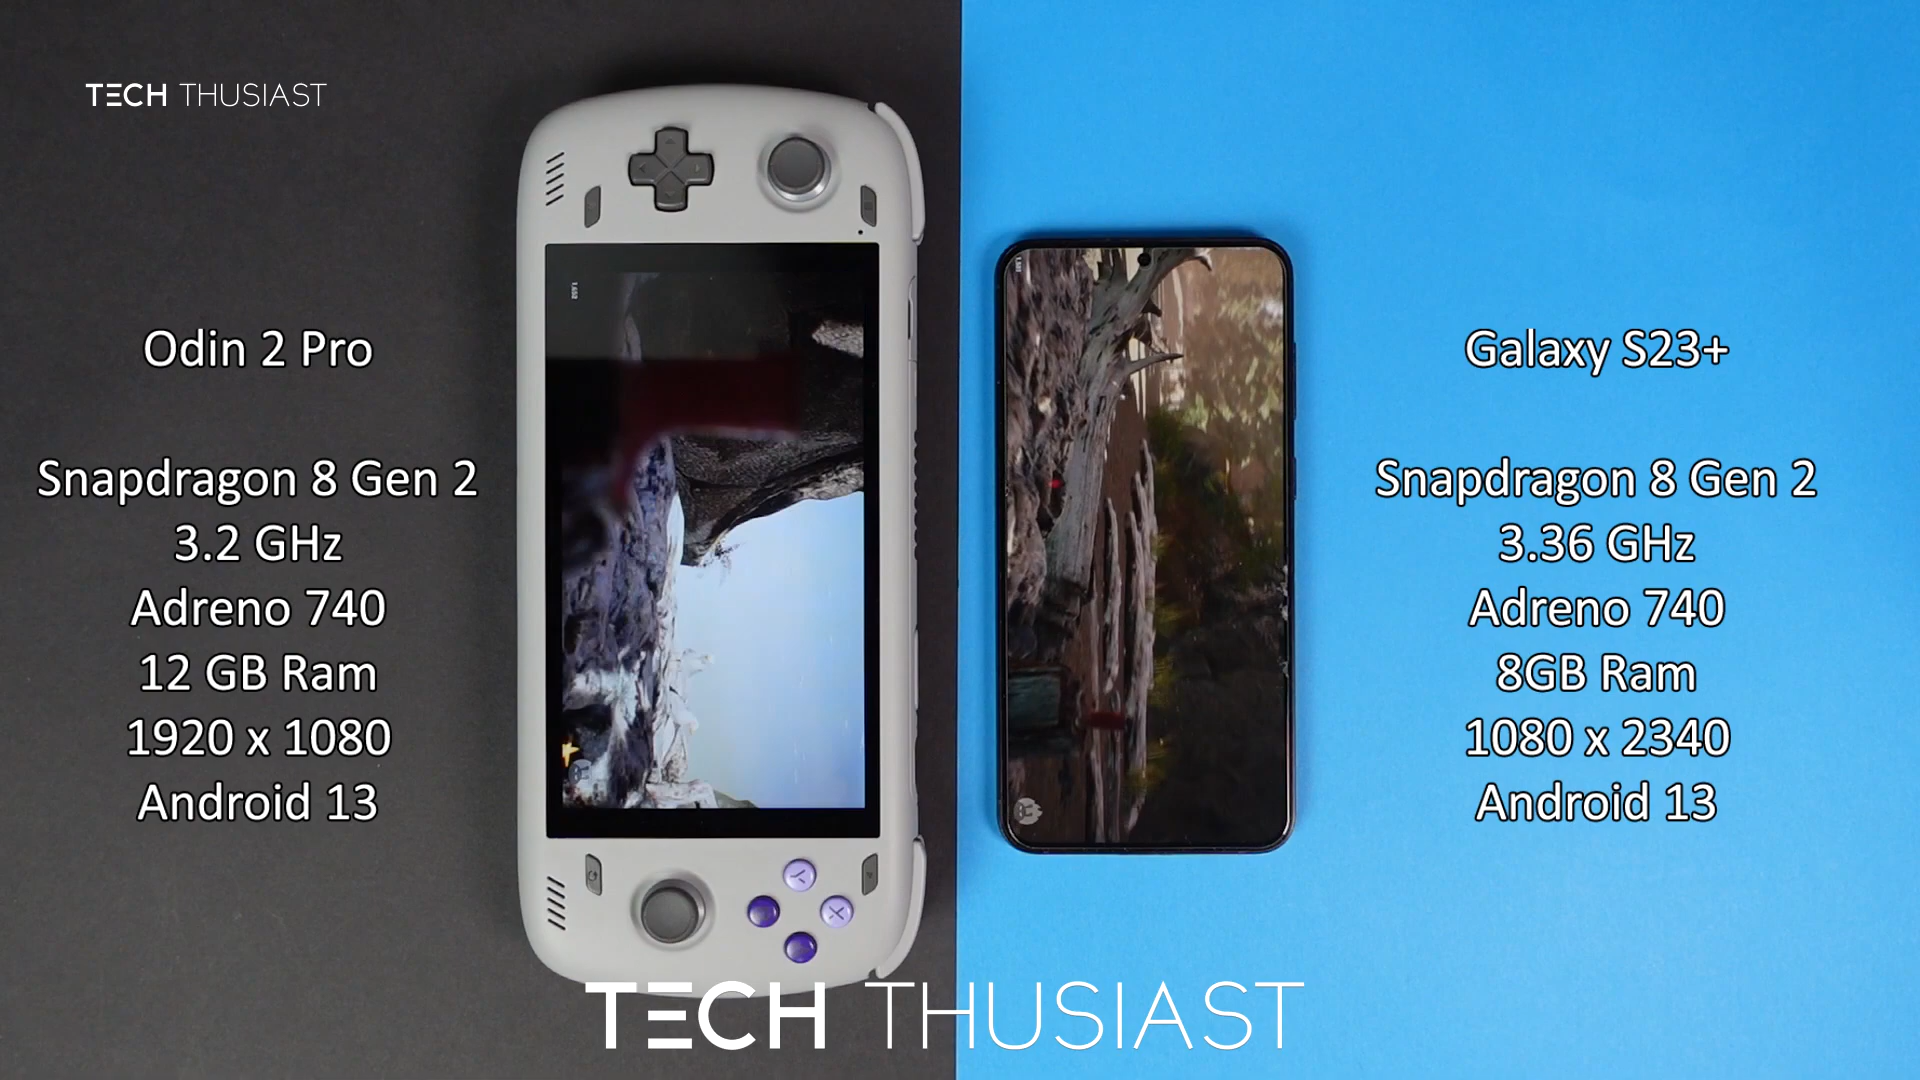 TECH THUSIAST
Odin 2 Pro
Snapdragon 8 Gen 2
3.2 GHz
Adreno 740
12 GB Ram
1920 x 1080
Android 13
Galaxy S23+
Snapdragon 8 Gen 2
3.36 GHz
Adreno 740
8GB Ram
1080 x 2340
Android 13
Y
X
TECH THUSIAST